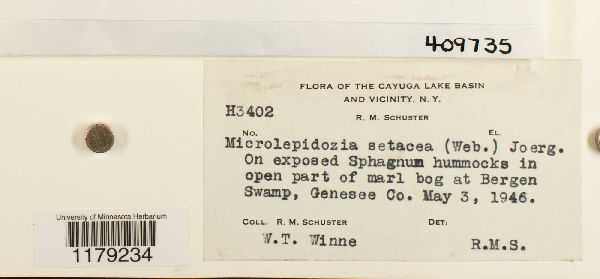 409735
FLORA OF THE CAYUGA LAKE BASIN
AND VICINITY, N. Y.
R. M. SCHUSTER
H3402
NO. EL.
Microlepidozia setacea (Web.) Joerg.
On exposed Sphagnum hummocks in
open part of marl bog at Bergen
Swamp, Genesee Co. May 3, 1946.
COLL. R. M. SCHUSTER DET:
W.T. Winne R.M.S.
University of Minnesota Herbarium
1179234